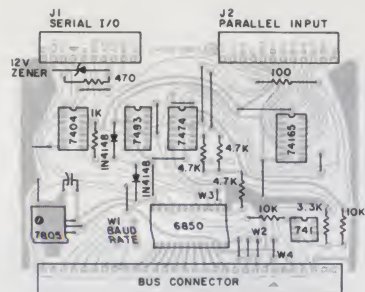 J1
SERIAL I/O
J2
PARALLEL INPUT
12V
ZENER
470
100
7404
1K
IN4148
7493
7474
74165
4.7K
4.7K
IN4148
4.7K
W3
7805
W1
BAUD
RATE
6850
10K
741
3.3K
10K
W2
W4
BUS CONNECTOR